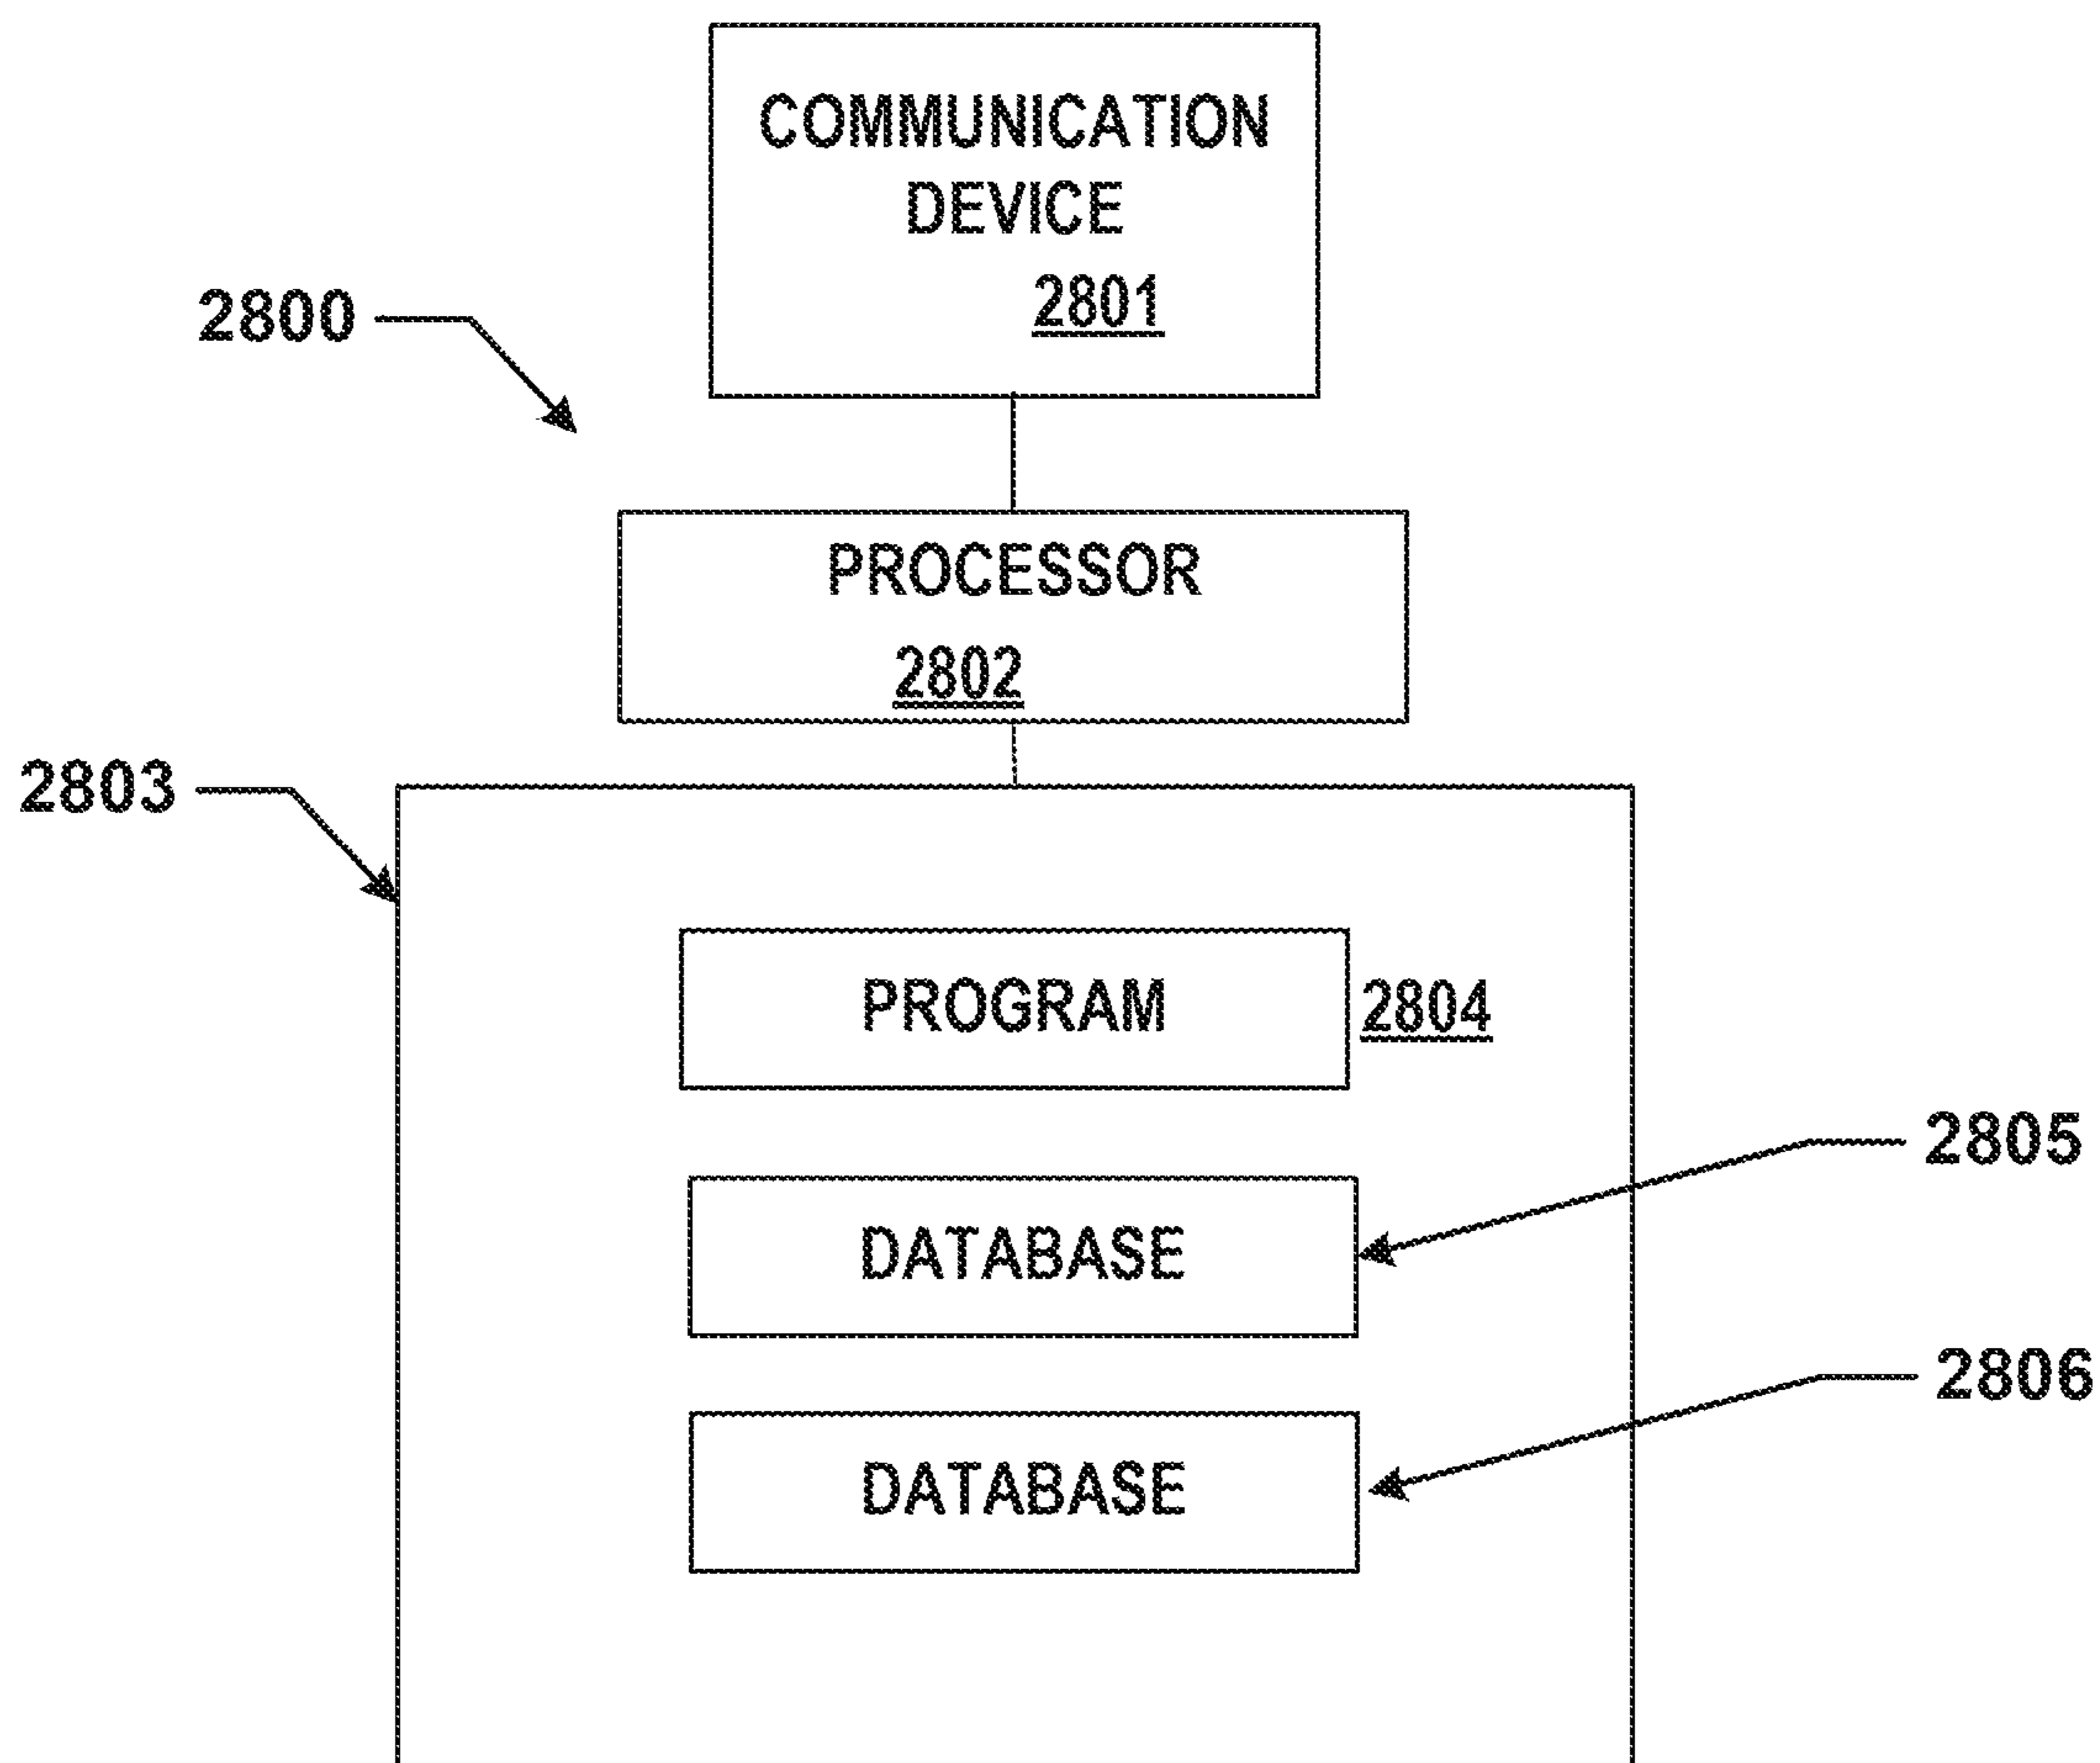 COMMUNICATION
DEVICE
2801
2800
PROCESSOR
2802
2803
PROGRAM
2804
2805
DATABASE
2806
DATABASE